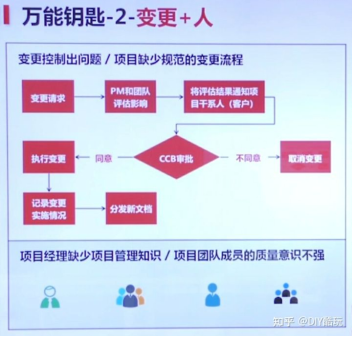 万能钥匙-2-变更+人
变更控制出问题 / 项目缺少规范的变更流程
变更请求
PM和团队
评估影响
将评估结果通知项
目干系人（客户）
执行变更
同意
CCB审批
不同意
取消变更
记录变更
实施情况
分发新文档
项目经理缺少项目管理知识 / 项目团队成员的质量意识不强
知乎 @DIY酷玩